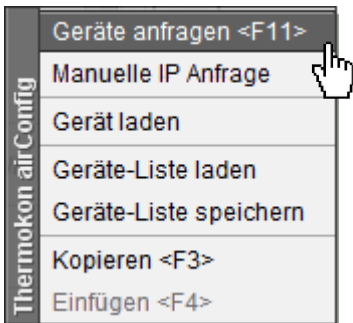 Geräte anfragen <F11>
Manuelle IP Anfrage
Gerät laden
Geräte-Liste laden
Geräte-Liste speichern
Kopieren <F3>
Einfügen <F4>
Thermokon airConfig